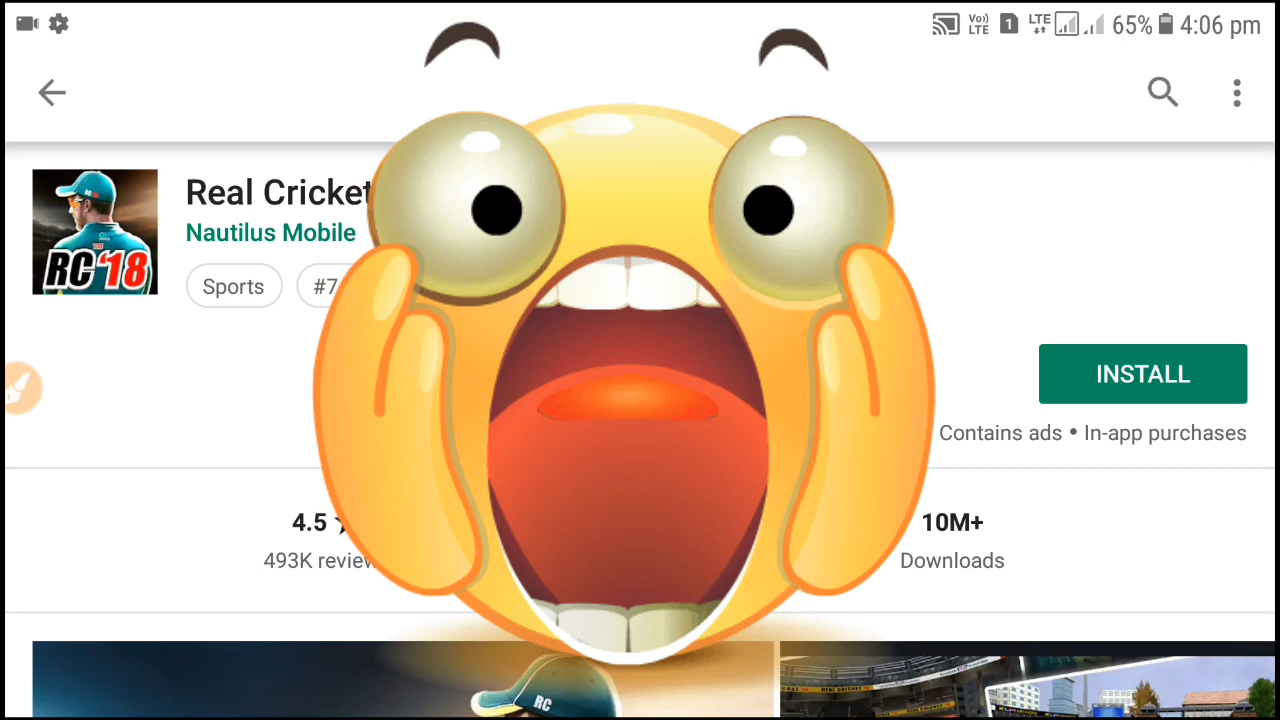 Vo)) LTE 1 LTE 65% 4:06 pm
Real Cricket
Nautilus Mobile
RC'18
Sports #7
INSTALL
Contains ads • In-app purchases
4.5
10M+
493K review
Downloads
RC